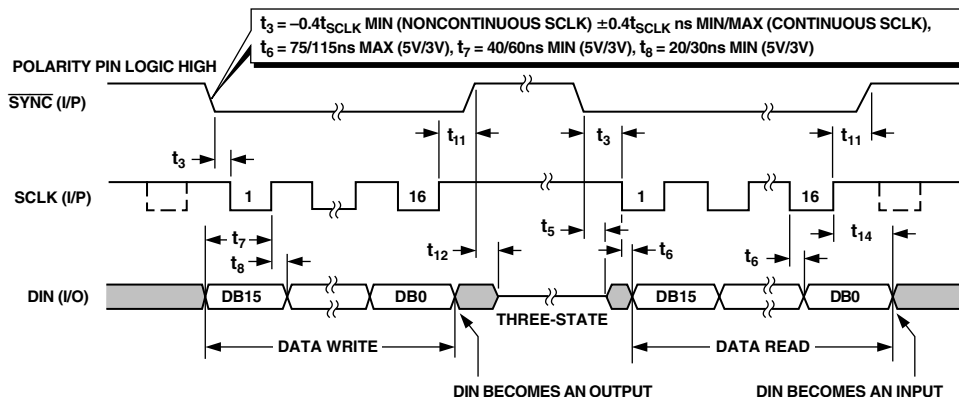 t3 = –0.4tSCLK MIN (NONCONTINUOUS SCLK) ±0.4tSCLK ns MIN/MAX (CONTINUOUS SCLK),
t6 = 75/115ns MAX (5V/3V), t7 = 40/60ns MIN (5V/3V), t8 = 20/30ns MIN (5V/3V)
POLARITY PIN LOGIC HIGH
SYNC (I/P)
t3
t11
t3
t11
SCLK (I/P)
1
16
1
16
t7
t8
t12
t5
t6
t6
t14
DIN (I/O)
DB15
DB0
THREE-STATE
DB15
DB0
DATA WRITE
DATA READ
DIN BECOMES AN OUTPUT
DIN BECOMES AN INPUT